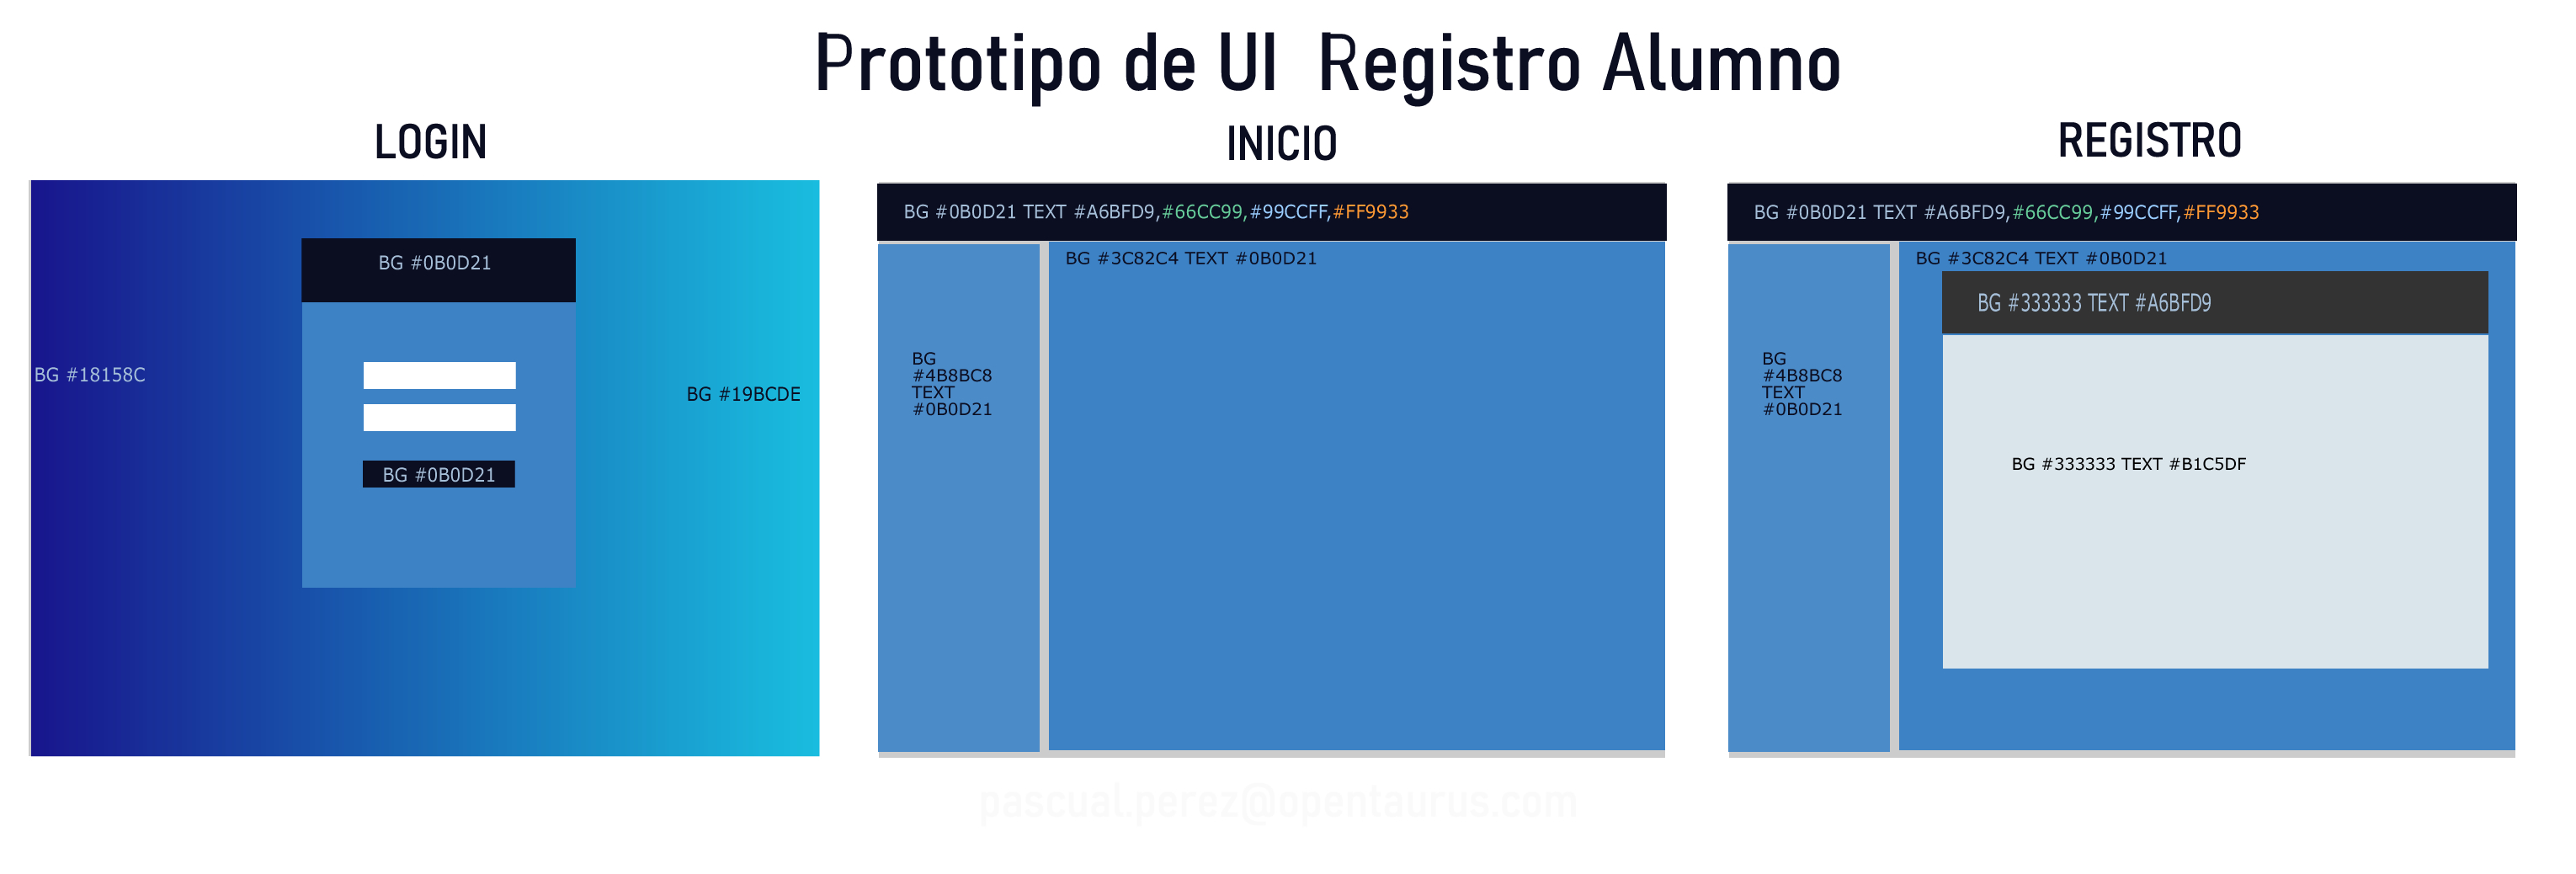 Prototipo de UI Registro Alumno
LOGIN
BG #0B0D21
BG #18158C
BG #19BCDE
BG #0B0D21
INICIO
BG #0B0D21 TEXT #A6BFD9,#66CC99,#99CCFF,#FF9933
BG #3C82C4 TEXT #0B0D21
BG
#4B8BC8
TEXT
#0B0D21
REGISTRO
BG #0B0D21 TEXT #A6BFD9,#66CC99,#99CCFF,#FF9933
BG #3C82C4 TEXT #0B0D21
BG #333333 TEXT #A6BFD9
BG
#4B8BC8
TEXT
#0B0D21
BG #333333 TEXT #B1C5DF
pascual.perez@opentaurus.com